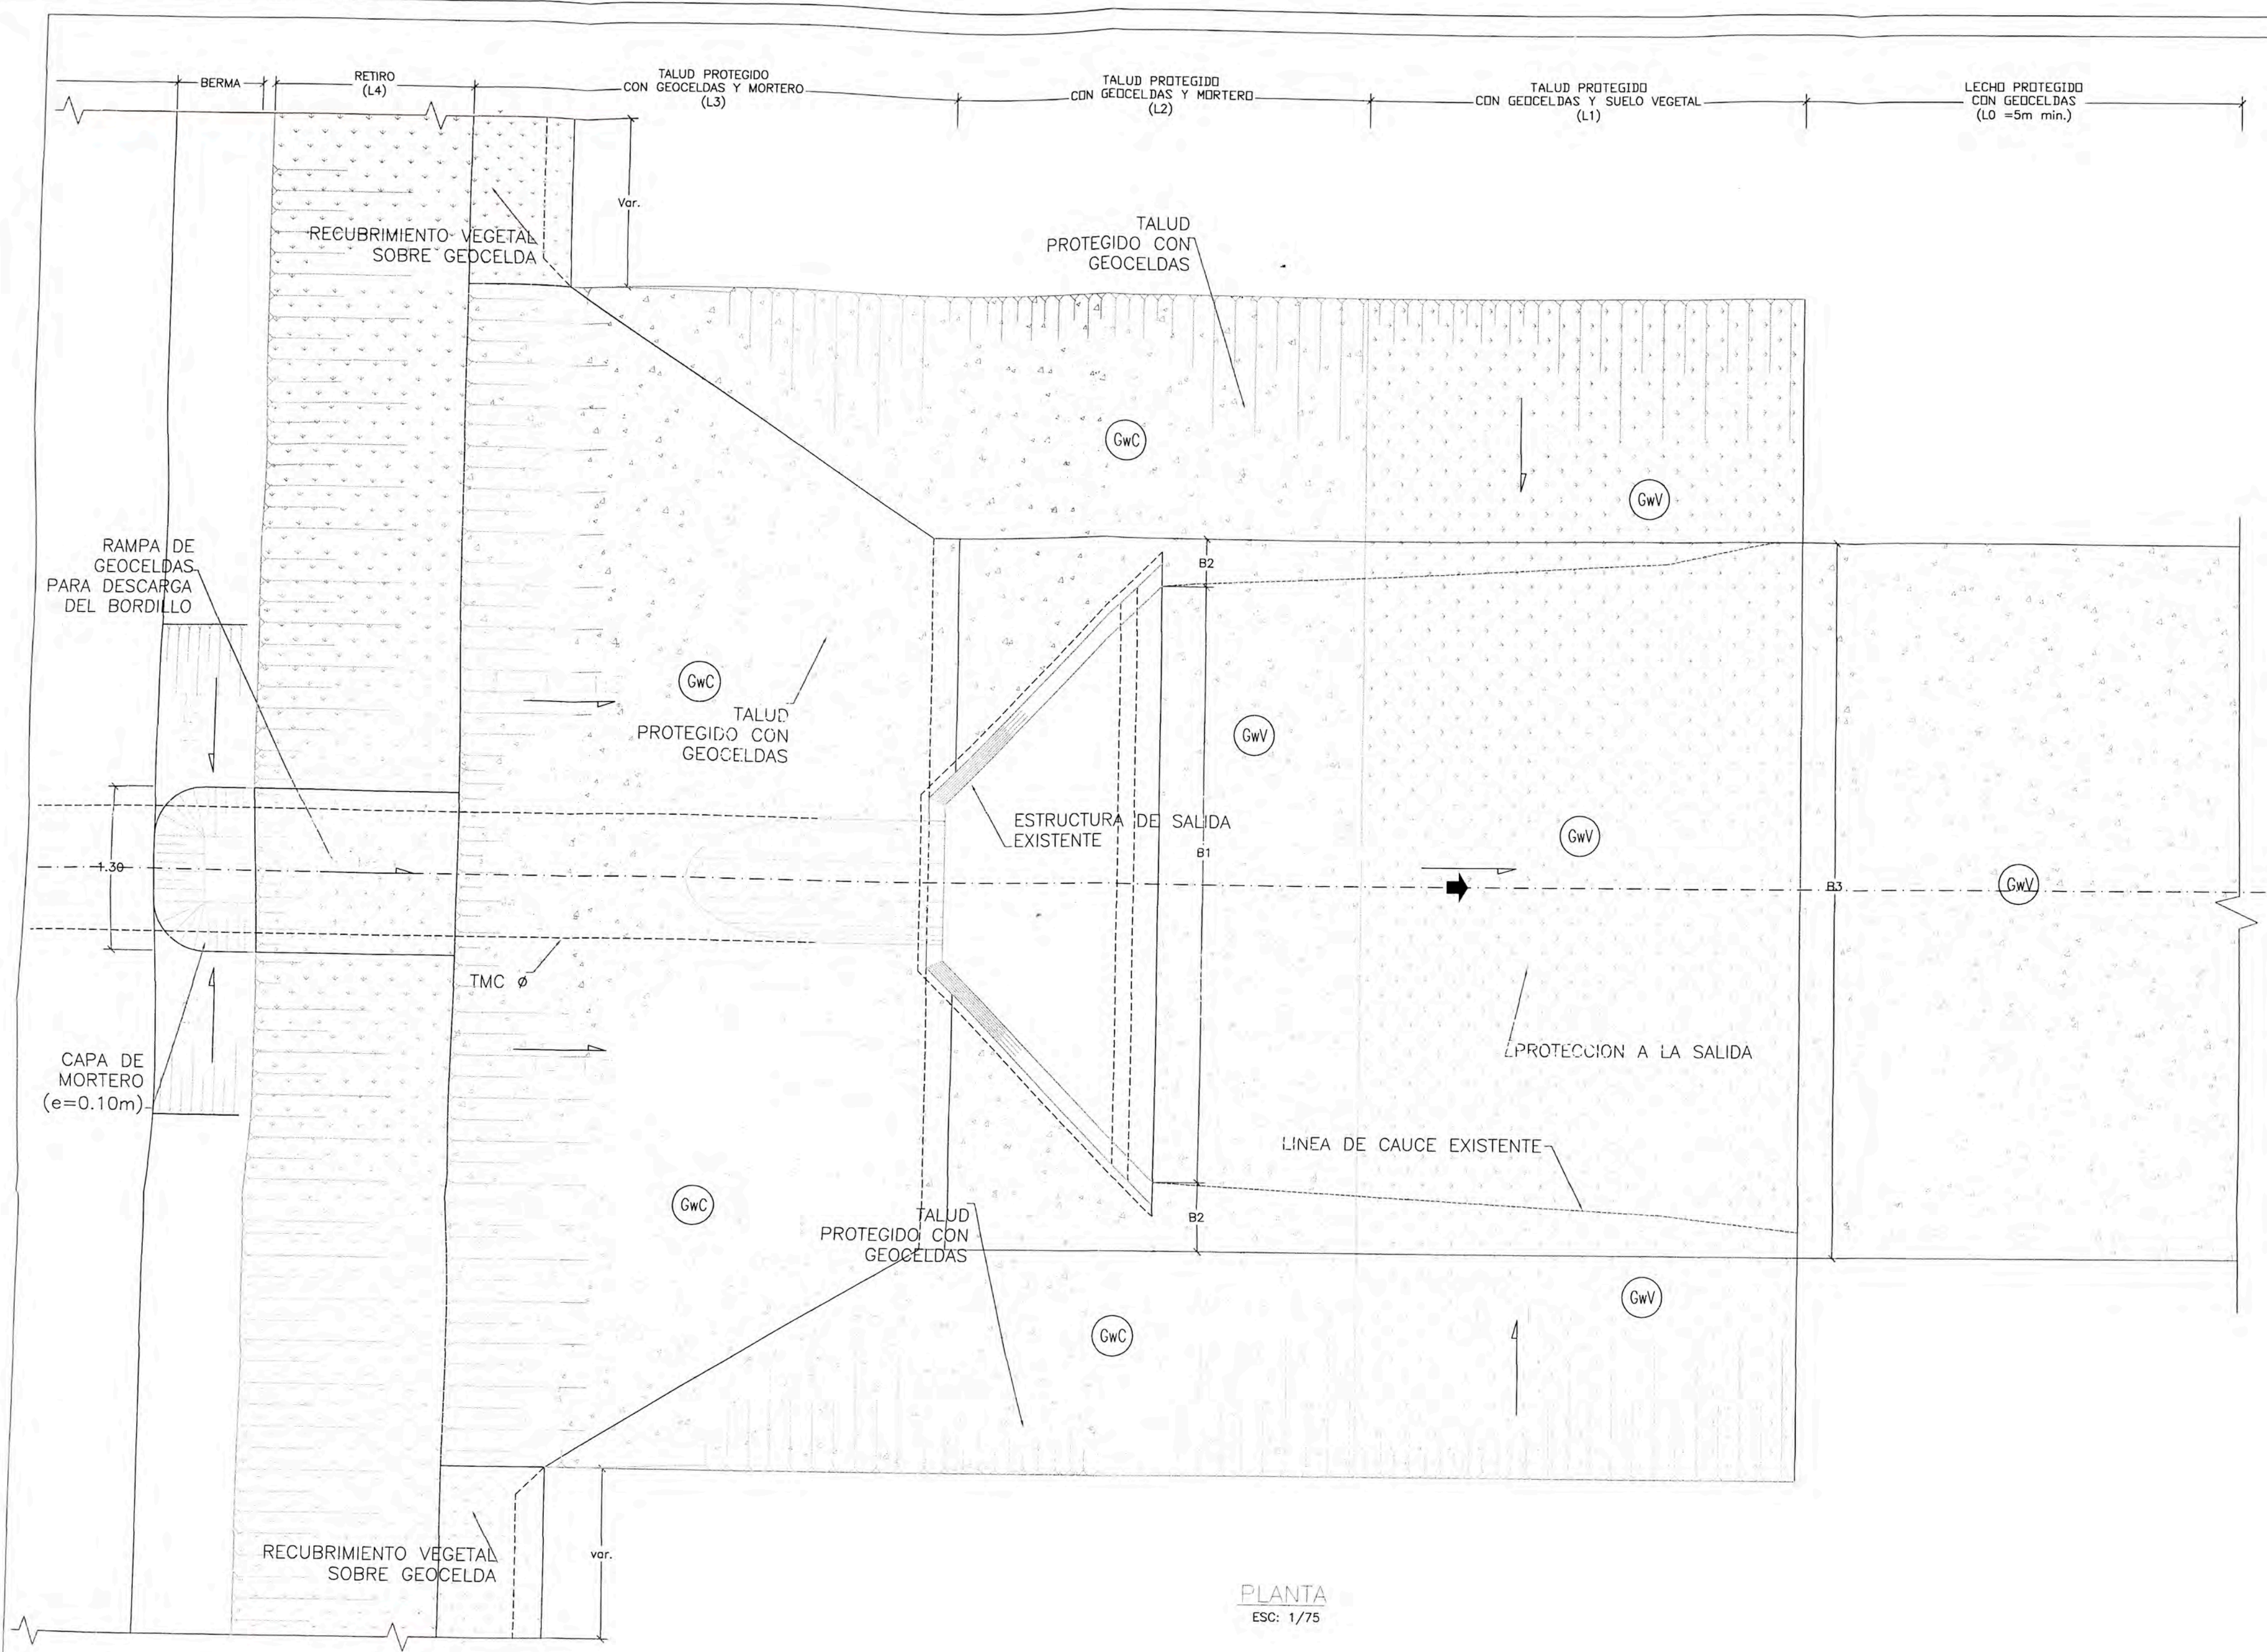 BERMA
RETIRO
(L4)
TALUD PROTEGIDO
CON GEOCELDAS Y MORTERO
(L3)
TALUD PROTEGIDO
CON GEOCELDAS Y MORTERO
(L2)
TALUD PROTEGIDO
CON GEOCELDAS Y SUELO VEGETAL
(L1)
LECHO PROTEGIDO
CON GEOCELDAS
(L0 =5m min.)
Var.
RECUBRIMIENTO VEGETAL
SOBRE GEOCELDA
TALUD
PROTEGIDO CON
GEOCELDAS
GwC
GwV
RAMPA DE
GEOCELDAS
PARA DESCARGA
DEL BORDILLO
B2
GwC
TALUD
PROTEGIDO CON
GEOCELDAS
GwV
ESTRUCTURA DE SALIDA
EXISTENTE
B1
GwV
1.30
B3
GwV
TMC ø
CAPA DE
MORTERO
(e=0.10m)
PROTECCION A LA SALIDA
LINEA DE CAUCE EXISTENTE
GwC
TALUD
PROTEGIDO CON
GEOCELDAS
B2
GwV
GwC
RECUBRIMIENTO VEGETAL
SOBRE GEOCELDA
var.
PLANTA
ESC: 1/75